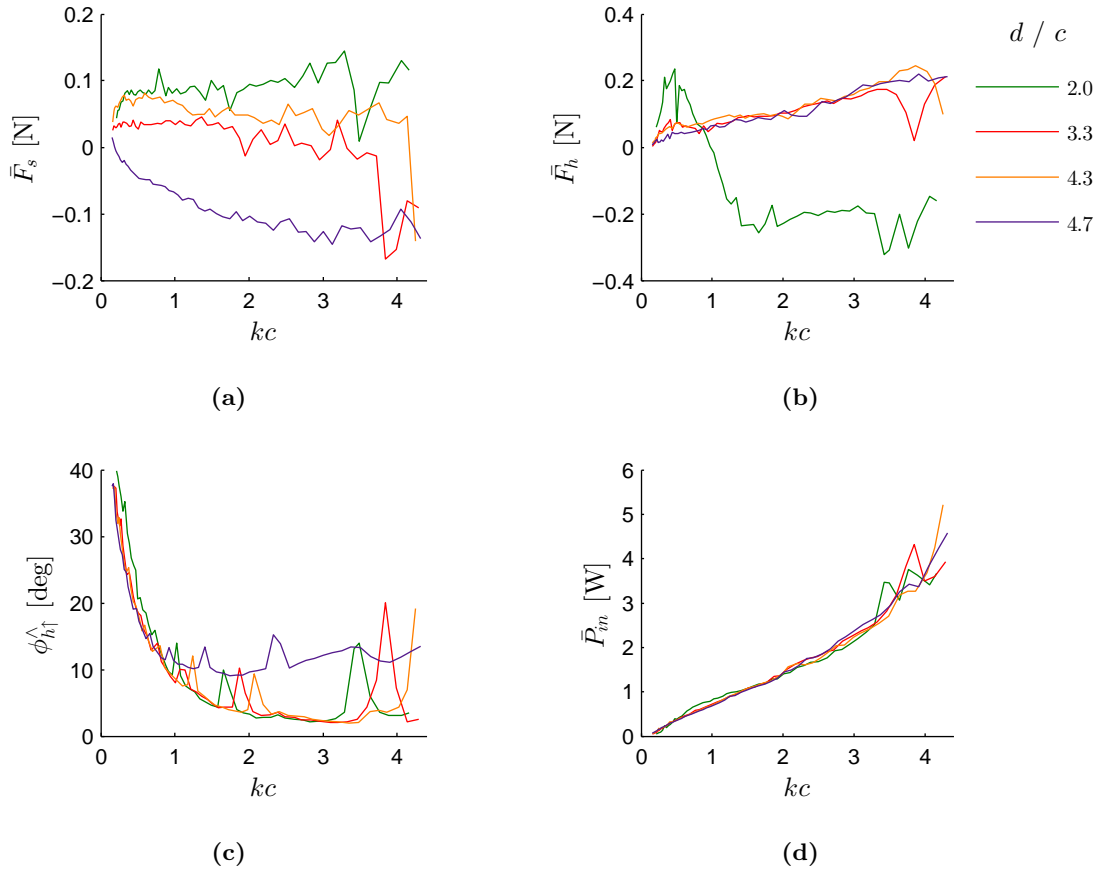 0.2
0.1
0
−0.1
−0.2
F̄s [N]
0 1 2 3 4
kc
(a)
0.4
0.2
0
−0.2
−0.4
F̄h [N]
0 1 2 3 4
kc
(b)
d / c
2.0
3.3
4.3
4.7
40
30
20
10
0
ϕ^h↑ [deg]
0 1 2 3 4
kc
(c)
6
5
4
3
2
1
0
P̄in [W]
0 1 2 3 4
kc
(d)